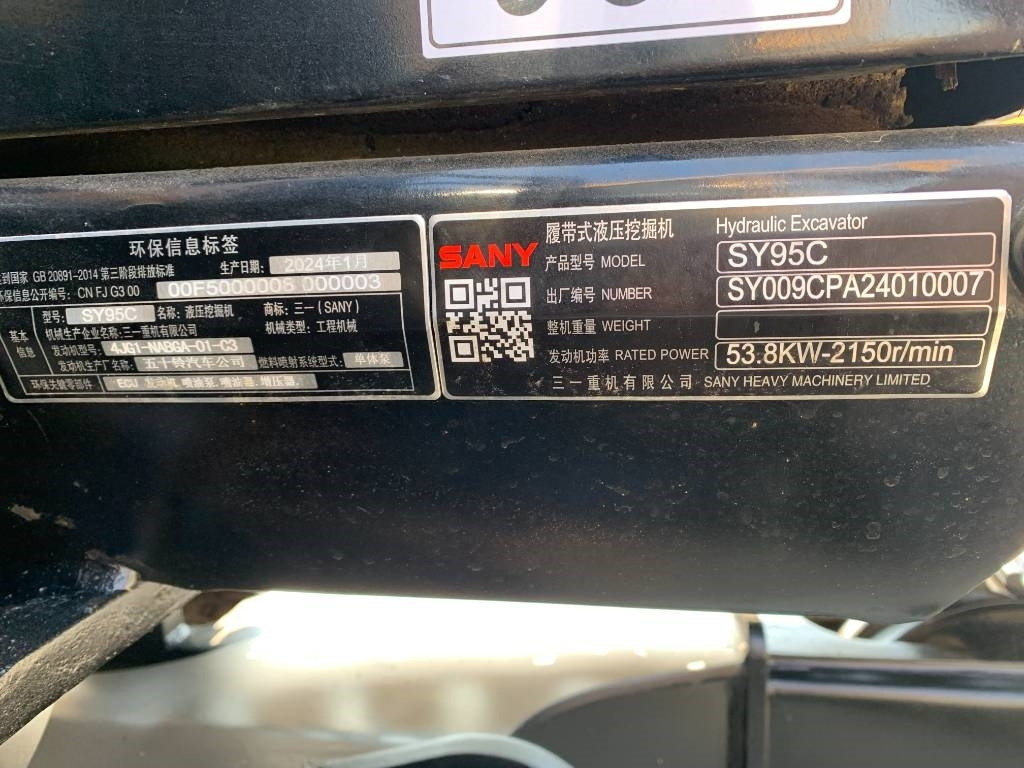 环保信息标签
到国家 GB 20891-2014 第三阶段排放标准 生产日期: 2024年1月
环保信息公开编号: CN FJ G3 00 00F5000008 000003
基本信息
型号: SY95C 名称: 液压挖掘机 商标: 三一 (SANY)
机械生产企业名称: 三一重机有限公司 机械类型: 工程机械
发动机型号: 4JG1-NABGA-01-C3
发动机生产厂名称: 五十铃汽车公司 燃料喷射系统型式: 单体泵
环保关键零部件 ECU 发动机 喷油泵 喷油器 增压器
SANY
履带式液压挖掘机 Hydraulic Excavator
产品型号 MODEL SY95C
出厂编号 NUMBER SY009CPA24010007
整机重量 WEIGHT
发动机功率 RATED POWER 53.8KW-2150r/min
三一重机有限公司 SANY HEAVY MACHINERY LIMITED